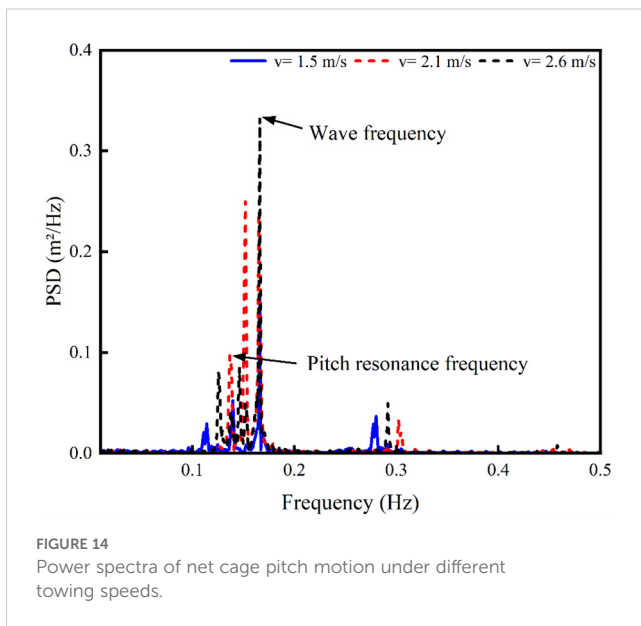 0.4
v= 1.5 m/s v= 2.1 m/s v= 2.6 m/s
Wave frequency
0.3
PSD (m²/Hz)
0.2
0.1
Pitch resonance frequency
0.0
0.1 0.2 0.3 0.4 0.5
Frequency (Hz)
FIGURE 14
Power spectra of net cage pitch motion under different
towing speeds.